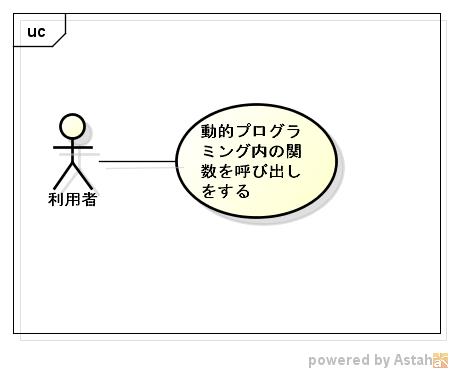 uc
動的プログラ
ミング内の関
数を呼び出し
をする
利用者
powered by Astah